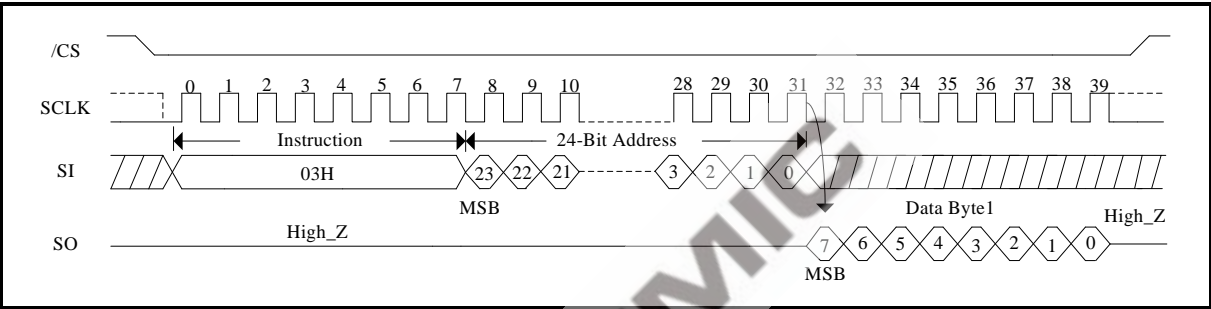 /CS
SCLK 0 1 2 3 4 5 6 7 8 9 10 28 29 30 31 32 33 34 35 36 37 38 39
Instruction 24-Bit Address
SI 03H 23 22 21 3 2 1 0
MSB Data Byte1 High_Z
SO High_Z 7 6 5 4 3 2 1 0
MSB
MIC